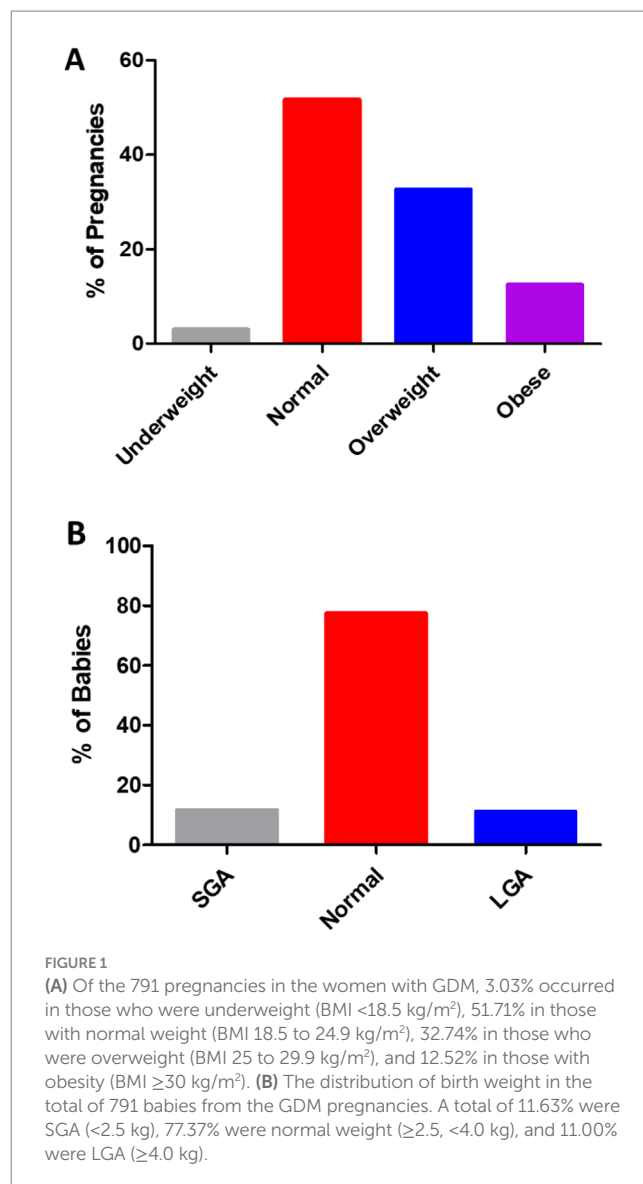 A
60
40
20
0
% of Pregnancies
Underweight
Normal
Overweight
Obese
B
100
80
60
40
20
0
% of Babies
SGA
Normal
LGA
FIGURE 1
(A) Of the 791 pregnancies in the women with GDM, 3.03% occurred
in those who were underweight (BMI <18.5 kg/m²), 51.71% in those
with normal weight (BMI 18.5 to 24.9 kg/m²), 32.74% in those who
were overweight (BMI 25 to 29.9 kg/m²), and 12.52% in those with
obesity (BMI ≥30 kg/m²). (B) The distribution of birth weight in the
total of 791 babies from the GDM pregnancies. A total of 11.63% were
SGA (<2.5 kg), 77.37% were normal weight (≥2.5, <4.0 kg), and 11.00%
were LGA (≥4.0 kg).